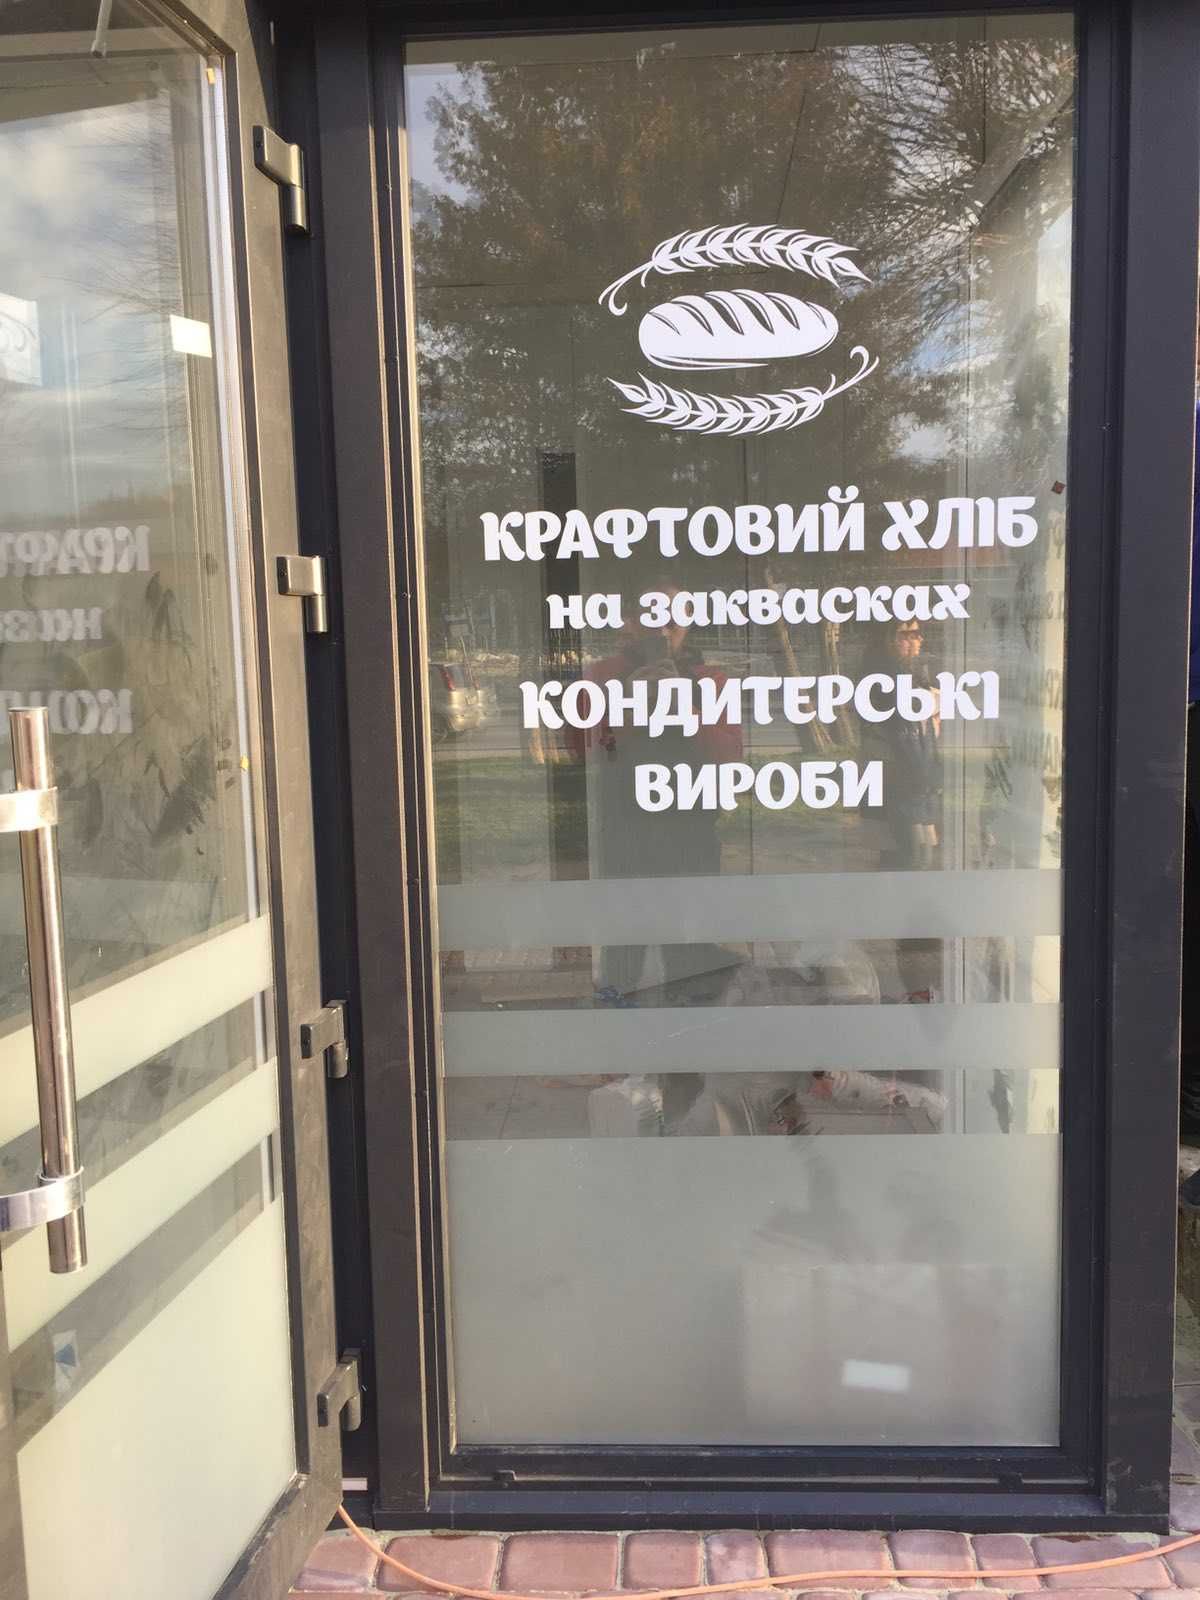 КРАФТОВИЙ ХЛІБ
на заквасках
КОНДИТЕРСЬКІ
ВИРОБИ